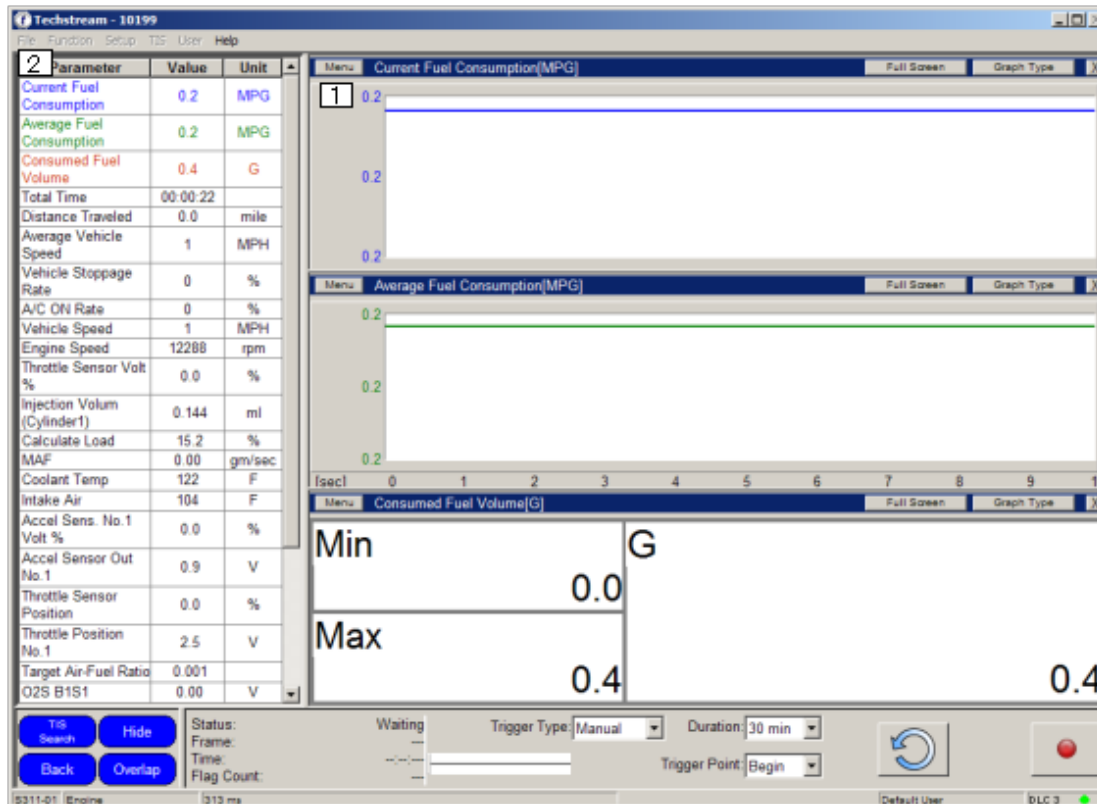 Techstream - 10199
File Function Setup TIS User Help
2
Parameter Value Unit
Current Fuel
Consumption 0.2 MPG
Average Fuel
Consumption 0.2 MPG
Consumed Fuel
Volume 0.4 G
Total Time 00:00:22
Distance Traveled 0.0 mile
Average Vehicle
Speed 1 MPH
Vehicle Stoppage
Rate 0 %
A/C ON Rate 0 %
Vehicle Speed 1 MPH
Engine Speed 12288 rpm
Throttle Sensor Volt
% 0.0 %
Injection Volum
(Cylinder1) 0.144 ml
Calculate Load 15.2 %
MAF 0.00 gm/sec
Coolant Temp 122 F
Intake Air 104 F
Accel Sens. No.1
Volt % 0.0 %
Accel Sensor Out
No.1 0.9 V
Throttle Sensor
Position 0.0 %
Throttle Position
No.1 2.5 V
Target Air-Fuel Ratio 0.001
O2S B1S1 0.00 V
Menu Current Fuel Consumption[MPG] Full Screen Graph Type X
1
0.2
0.2
0.2
Menu Average Fuel Consumption[MPG] Full Screen Graph Type X
0.2
0.2
0.2
[sec] 0 1 2 3 4 5 6 7 8 9 1
Menu Consumed Fuel Volume[G] Full Screen Graph Type X
Min
0.0
Max
0.4
G
0.4
TIS
Search
Hide
Back
Overlap
Status: Waiting
Frame: ---
Time: --:--:--
Flag Count: ---
Trigger Type: Manual
Duration: 30 min
Trigger Point: Begin
S311-01 Engine 313 ms Default User DLC 3